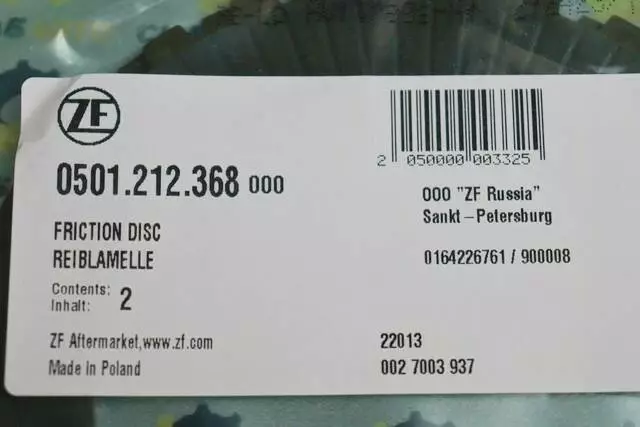 ZF
0501.212.368 000
FRICTION DISC
REIBLAMELLE
Contents:
Inhalt: 2
ZF Aftermarket,www.zf.com
Made in Poland
2 050000 003325
000 "ZF Russia"
Sankt-Petersburg
0164226761 / 900008
22013
002 7003 937